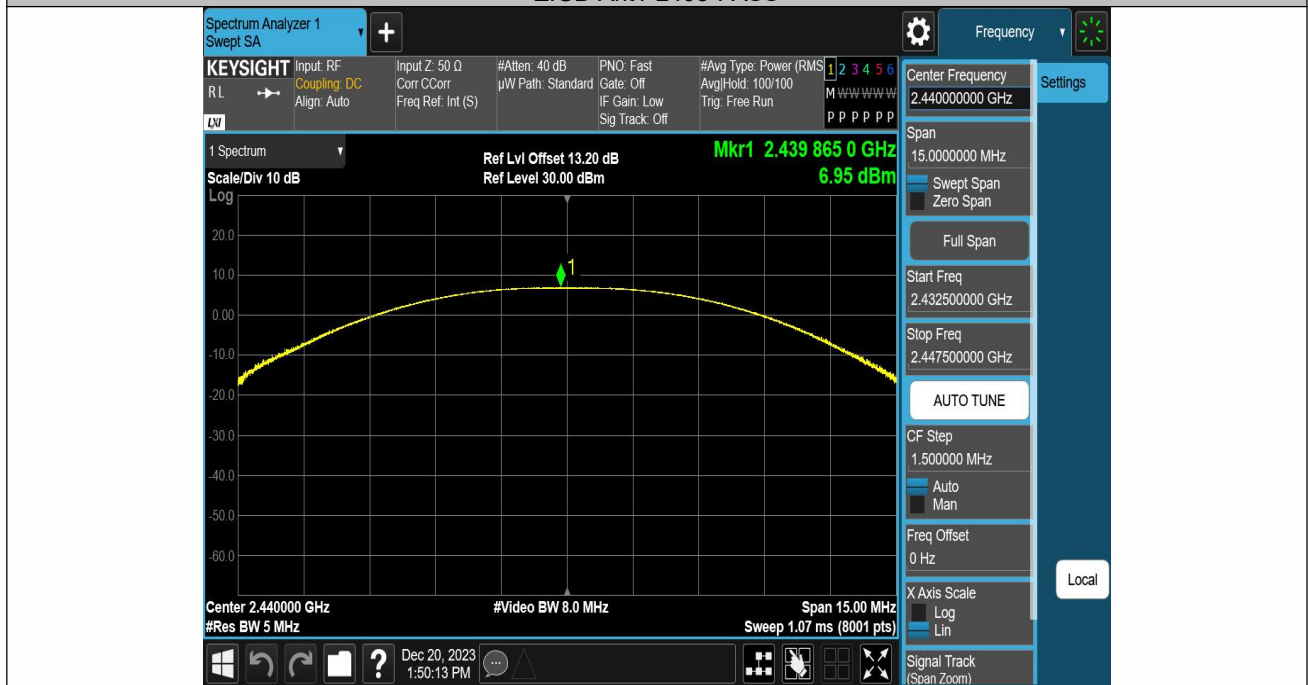 Spectrum Analyzer 1
Swept SA
+
Frequency
KEYSIGHT
R L
LXI
Input: RF
Coupling: DC
Align: Auto
Input Z: 50 Ω
Corr CCorr
Freq Ref: Int (S)
#Atten: 40 dB
µW Path: Standard
PNO: Fast
Gate: Off
IF Gain: Low
Sig Track: Off
#Avg Type: Power (RMS
Avg|Hold: 100/100
Trig: Free Run
1 2 3 4 5 6
M W W W W W
P P P P P P
1 Spectrum
Scale/Div 10 dB
Log
Ref Lvl Offset 13.20 dB
Ref Level 30.00 dBm
Mkr1 2.439 865 0 GHz
6.95 dBm
20.0
10.0
0.00
-10.0
-20.0
-30.0
-40.0
-50.0
-60.0
1
Center 2.440000 GHz
#Res BW 5 MHz
#Video BW 8.0 MHz
Span 15.00 MHz
Sweep 1.07 ms (8001 pts)
Dec 20, 2023
1:50:13 PM
?
Center Frequency
2.440000000 GHz
Settings
Span
15.0000000 MHz
Swept Span
Zero Span
Full Span
Start Freq
2.432500000 GHz
Stop Freq
2.447500000 GHz
AUTO TUNE
CF Step
1.500000 MHz
Auto
Man
Freq Offset
0 Hz
Local
X Axis Scale
Log
Lin
Signal Track
(Span Zoom)